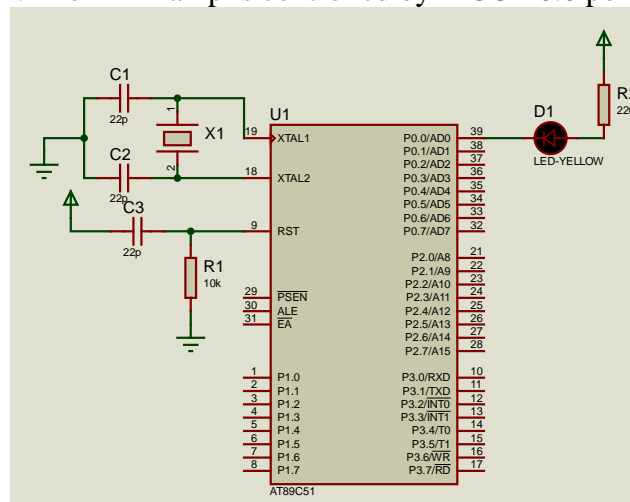 C1
22p
X1
1
2
C2
22p
C3
22p
R1
10k
U1
19 XTAL1
18 XTAL2
9 RST
29 PSEN
30 ALE
31 EA
1 P1.0
2 P1.1
3 P1.2
4 P1.3
5 P1.4
6 P1.5
7 P1.6
8 P1.7
P0.0/AD0 39
P0.1/AD1 38
P0.2/AD2 37
P0.3/AD3 36
P0.4/AD4 35
P0.5/AD5 34
P0.6/AD6 33
P0.7/AD7 32
P2.0/A8 21
P2.1/A9 22
P2.2/A10 23
P2.3/A11 24
P2.4/A12 25
P2.5/A13 26
P2.6/A14 27
P2.7/A15 28
P3.0/RXD 10
P3.1/TXD 11
P3.2/INT0 12
P3.3/INT1 13
P3.4/T0 14
P3.5/T1 15
P3.6/WR 16
P3.7/RD 17
AT89C51
D1
LED-YELLOW